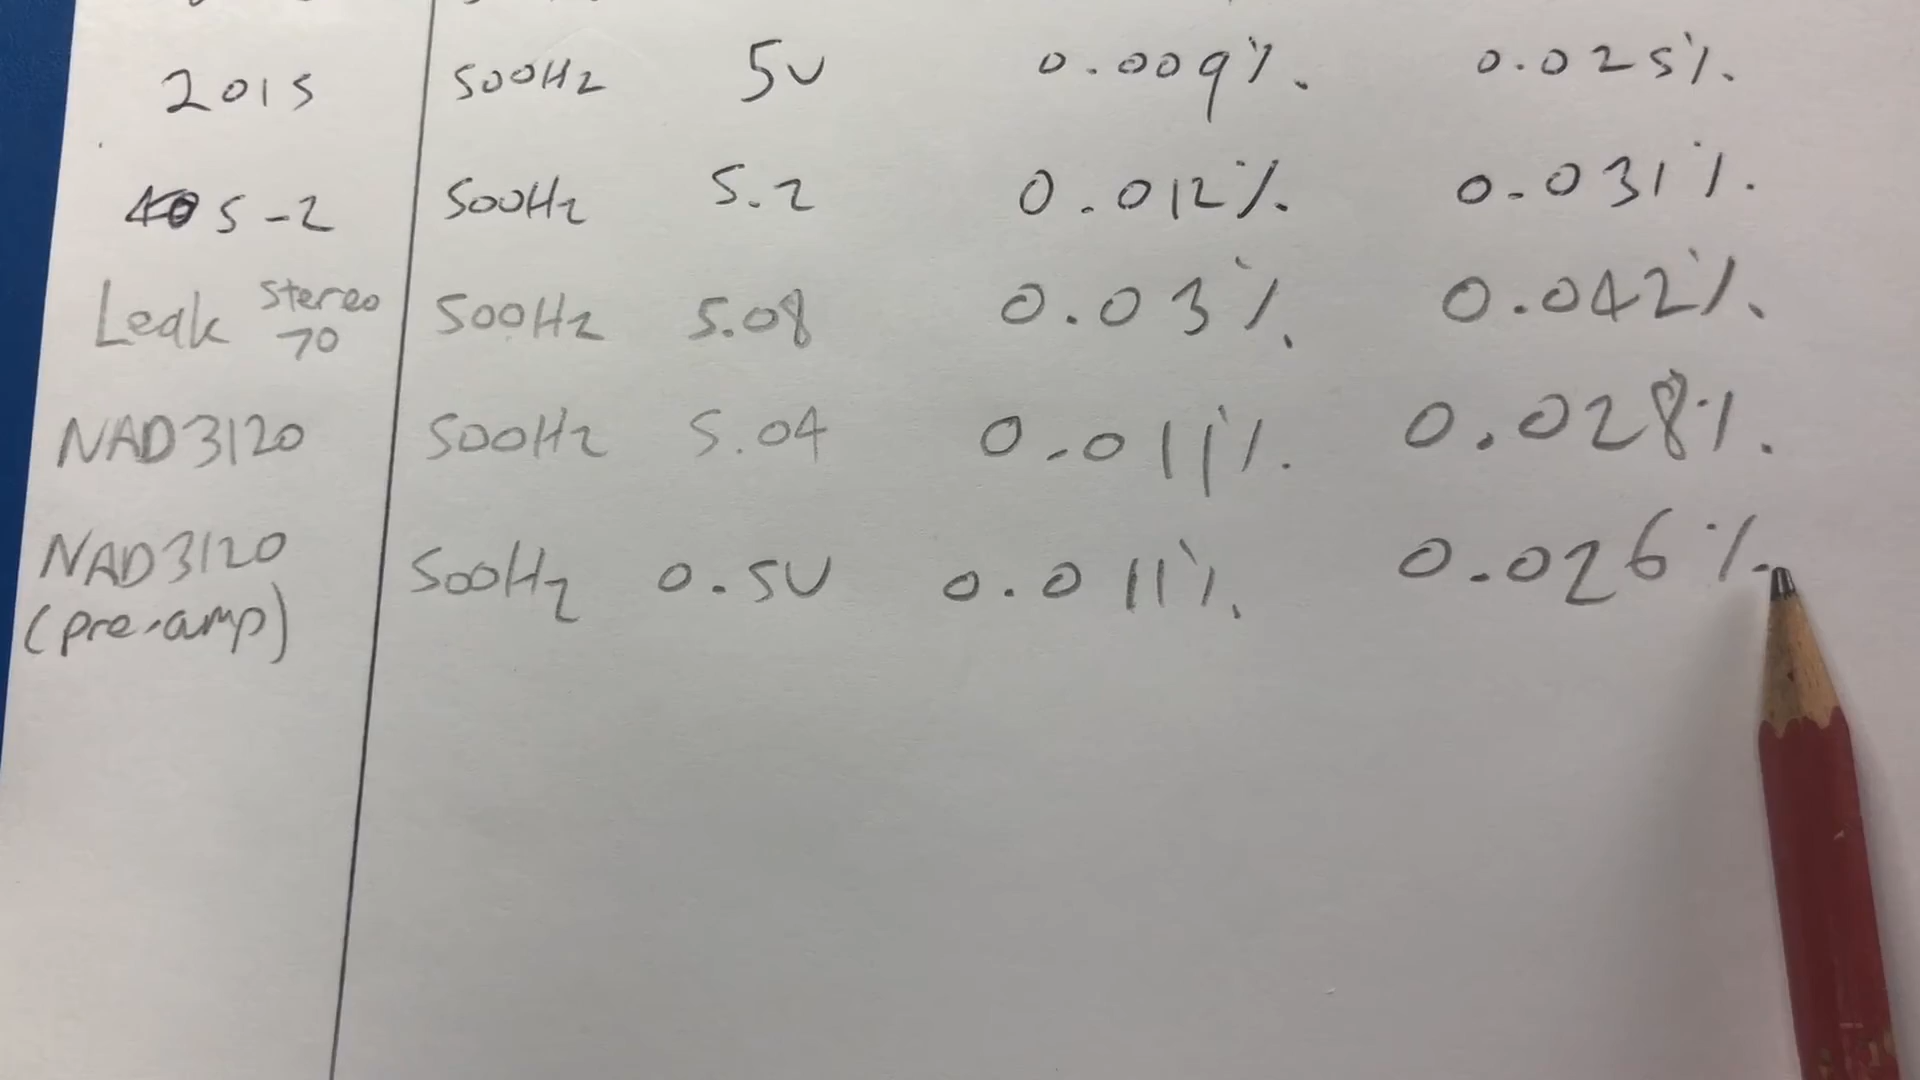 2015 500Hz 5V 0.009% 0.025%
405-2 500Hz 5.2 0.012% 0.031%
Leak Stereo 70 500Hz 5.08 0.03% 0.042%
NAD3120 500Hz 5.04 0.011% 0.028%
NAD3120 500Hz 0.5V 0.011% 0.026%
(pre-amp)